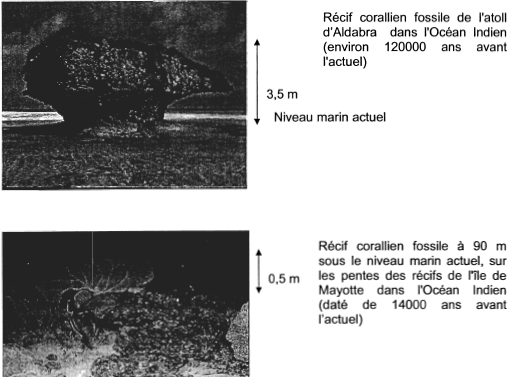 Récif corallien fossile de l'atoll
d'Aldabra dans l'Océan Indien
(environ 120000 ans avant
l'actuel)
3,5 m
Niveau marin actuel
Récif corallien fossile à 90 m
sous le niveau marin actuel, sur
les pentes des récifs de l'île de
Mayotte dans l'Océan Indien
(daté de 14000 ans avant
l'actuel)
0,5 m